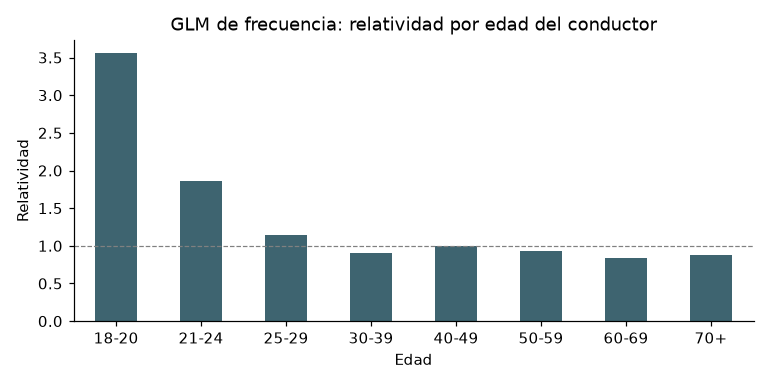 GLM de frecuencia: relatividad por edad del conductor
Relatividad
3.5
3.0
2.5
2.0
1.5
1.0
0.5
0.0
18-20 21-24 25-29 30-39 40-49 50-59 60-69 70+
Edad